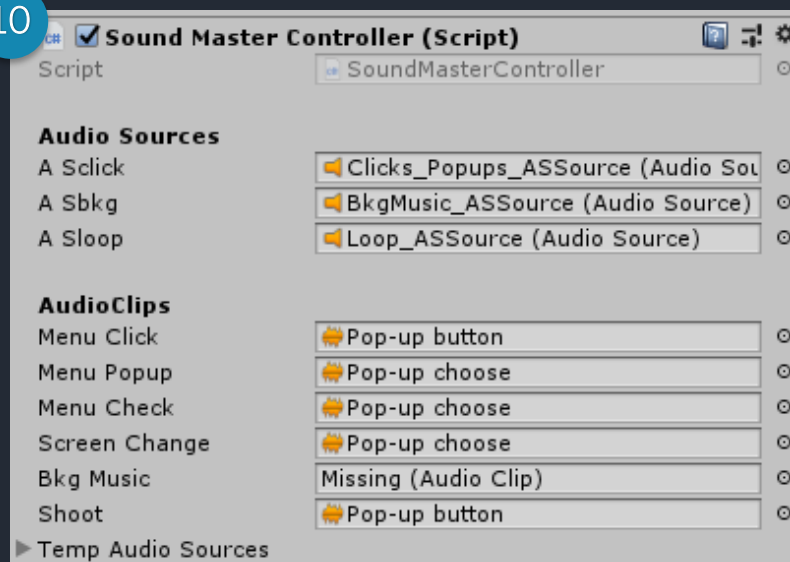 10
Sound Master Controller (Script)
Script SoundMasterController
Audio Sources
A Sclick Clicks_Popups_ASSource (Audio Sou
A Sbkg BkgMusic_ASSource (Audio Source)
A Sloop Loop_ASSource (Audio Source)
AudioClips
Menu Click Pop-up button
Menu Popup Pop-up choose
Menu Check Pop-up choose
Screen Change Pop-up choose
Bkg Music Missing (Audio Clip)
Shoot Pop-up button
Temp Audio Sources